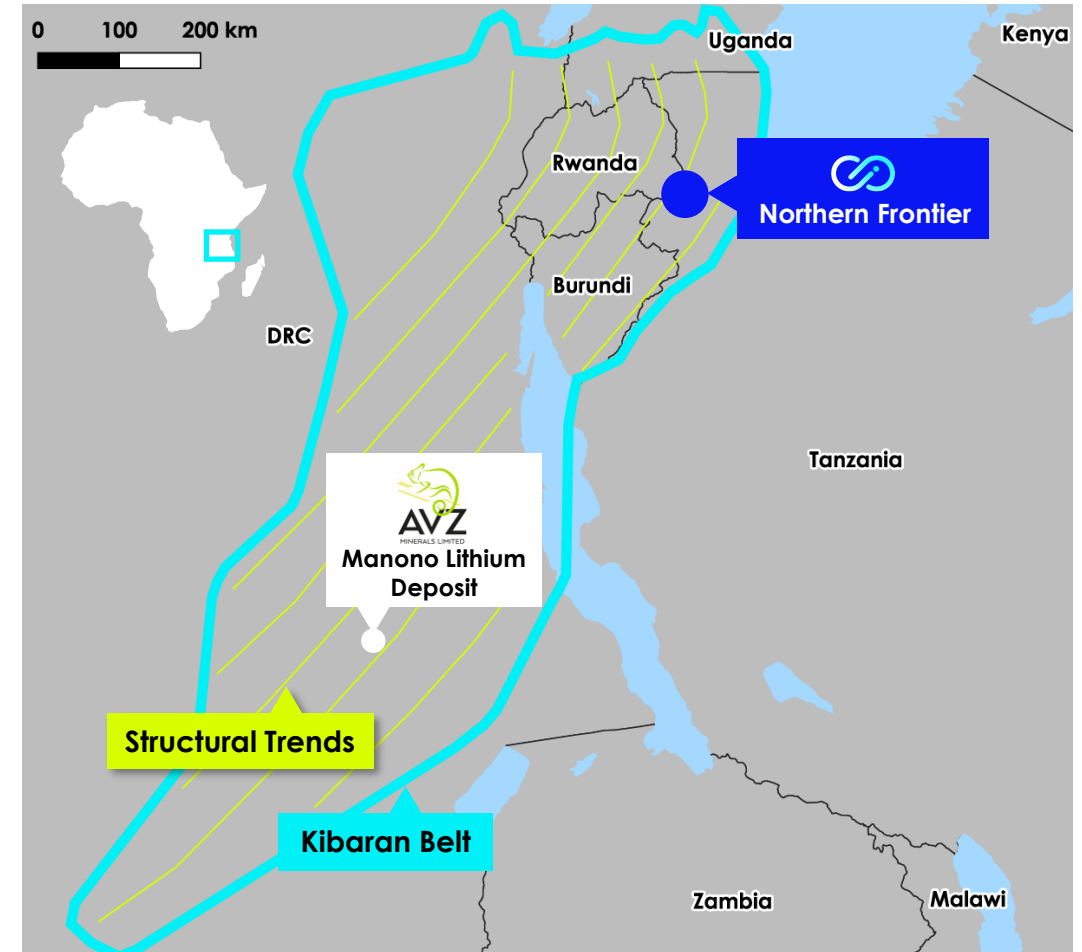 0 100 200 km
Uganda
Kenya
Rwanda
Northern Frontier
Burundi
DRC
Tanzania
AVZ
MINERALS LIMITED
Manono Lithium
Deposit
Structural Trends
Kibaran Belt
Zambia
Malawi